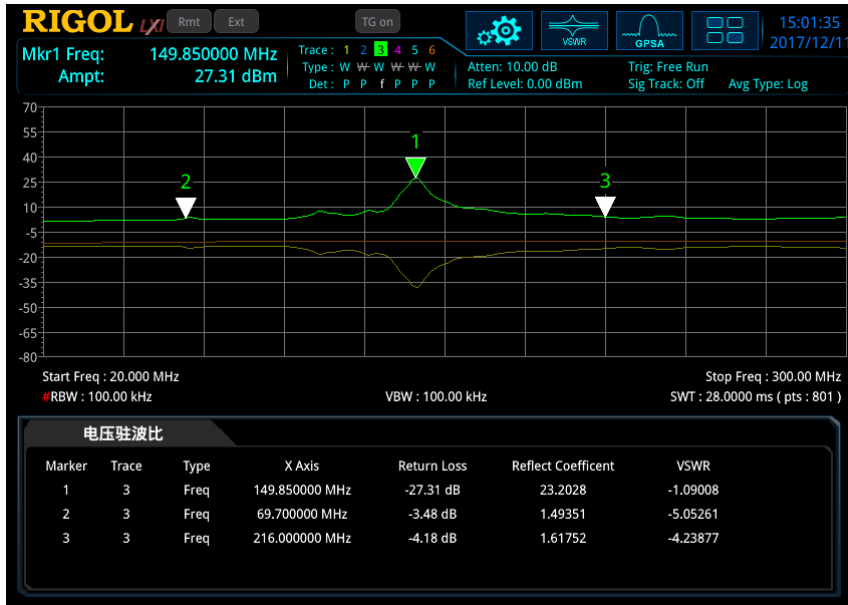 RIGOL LXI Rmt Ext TG on VSWR GPSA 15:01:35
2017/12/11
Mkr1 Freq: 149.850000 MHz
Ampt: 27.31 dBm
Trace : 1 2 3 4 5 6
Type : W W W W W W
Det : P P f P P P
Atten: 10.00 dB Trig: Free Run
Ref Level: 0.00 dBm Sig Track: Off Avg Type: Log
70
55
40
25
10
-5
-20
-35
-50
-65
-80
1
2
3
Start Freq : 20.000 MHz Stop Freq : 300.00 MHz
#RBW : 100.00 kHz VBW : 100.00 kHz SWT : 28.0000 ms ( pts : 801 )
电压驻波比
Marker Trace Type X Axis Return Loss Reflect Coefficent VSWR
1 3 Freq 149.850000 MHz -27.31 dB 23.2028 -1.09008
2 3 Freq 69.700000 MHz -3.48 dB 1.49351 -5.05261
3 3 Freq 216.000000 MHz -4.18 dB 1.61752 -4.23877